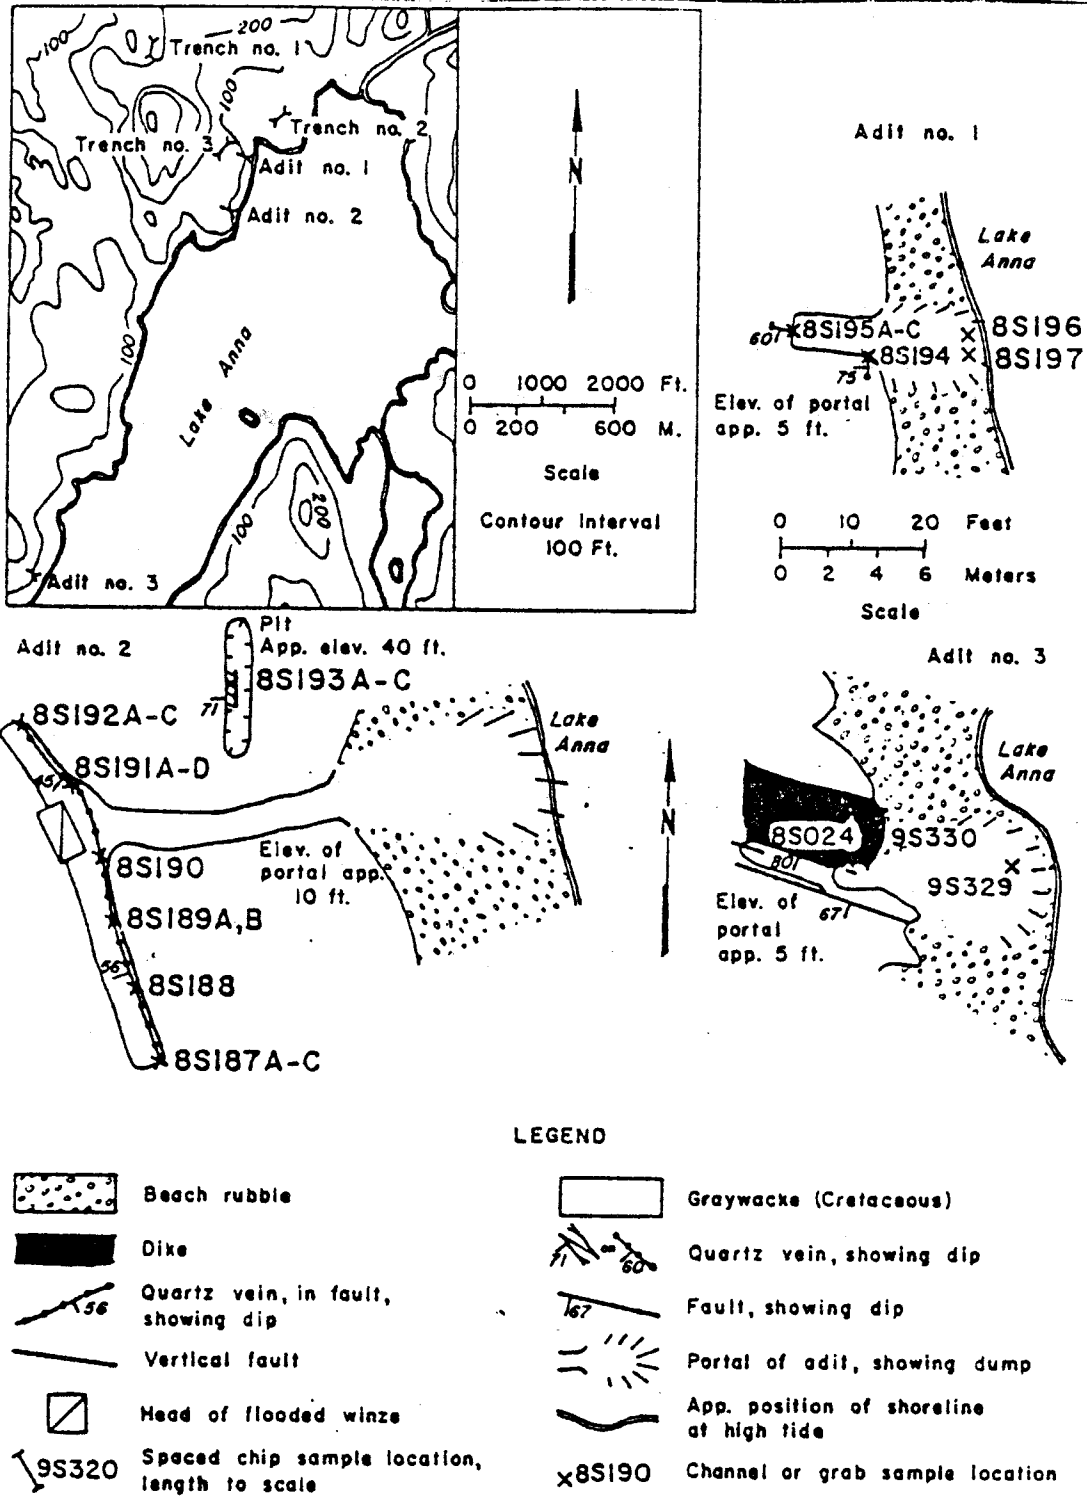 100
200
Trench no. 1
100
Trench no. 2
Trench no. 3
Adit no. 1
Adit no. 2
100
Lake Anna
100
200
Adit no. 3
N
0 1000 2000 Ft.
0 200 600 M.
Scale
Contour Interval
100 Ft.
Adit no. 1
Lake
Anna
60
8S195A-C
8S196
8S194
8S197
75
Elev. of portal
app. 5 ft.
0 10 20 Feet
0 2 4 6 Meters
Scale
Adit no. 2
Pit
App. elev. 40 ft.
8S193A-C
71
8S192A-C
45
8S191A-D
Lake
Anna
8S190
Elev. of
portal app.
10 ft.
8S189A,B
56
8S188
8S187A-C
N
Adit no. 3
Lake
Anna
8S024
9S330
80
9S329
67
Elev. of
portal
app. 5 ft.
LEGEND
Beach rubble
Dike
56
Quartz vein, in fault,
showing dip
Vertical fault
Head of flooded winze
9S320
Spaced chip sample location,
length to scale
Graywacke (Cretaceous)
71
60
Quartz vein, showing dip
67
Fault, showing dip
Portal of adit, showing dump
App. position of shoreline
at high tide
x8S190
Channel or grab sample location